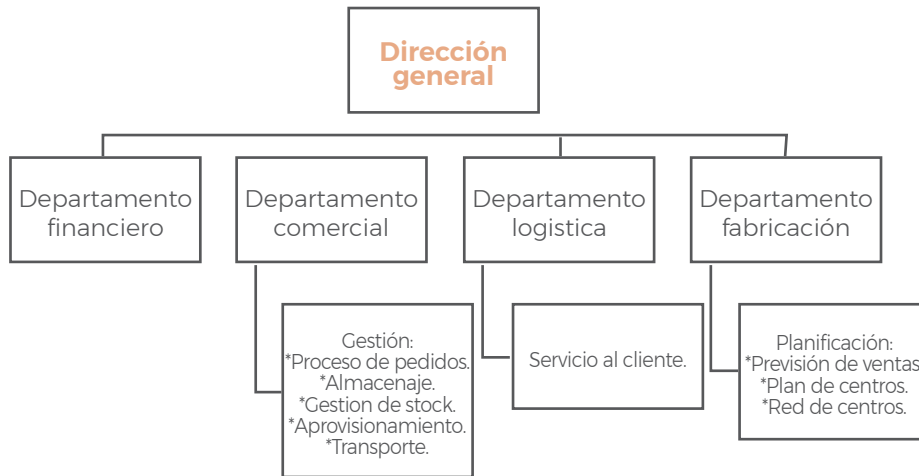 Dirección
general
Departamento
financiero
Departamento
comercial
Departamento
logistica
Departamento
fabricación
Gestión:
*Proceso de pedidos.
*Almacenaje.
*Gestion de stock.
*Aprovisionamiento.
*Transporte.
Servicio al cliente.
Planificación:
*Previsión de ventas
*Plan de centros.
*Red de centros.